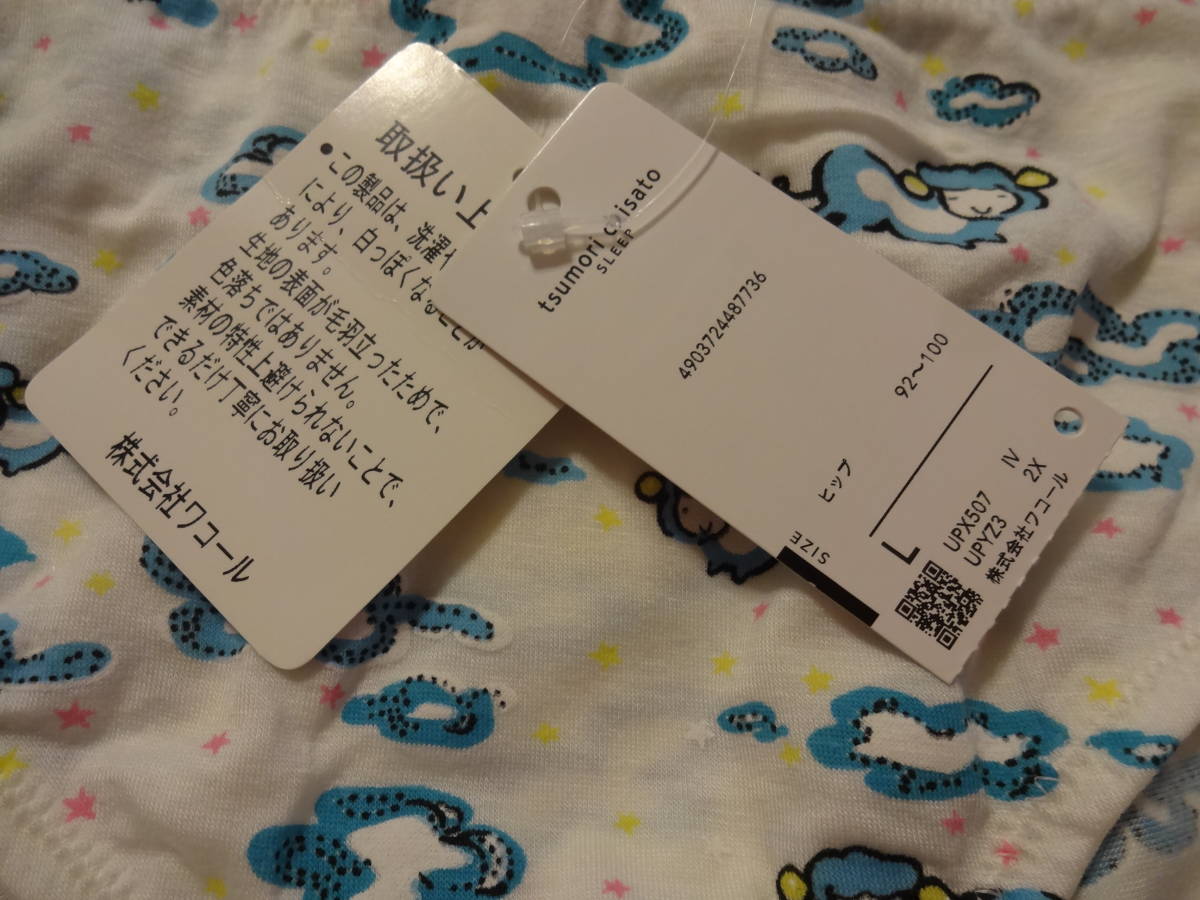 取扱い上
●この製品は、洗濯
により、白っぽくなることが
あります。
生地の表面が毛羽立ったためで、
色落ちではありません。
素材の特性上避けられないことで、
できるだけ丁寧にお取り扱い
ください。
株式会社ワコール
tsumori chisato
SLEEP
4903724487736
ヒップ 92～100
SIZE L
UPX507 IV
UPYZ3 2X
株式会社ワコール